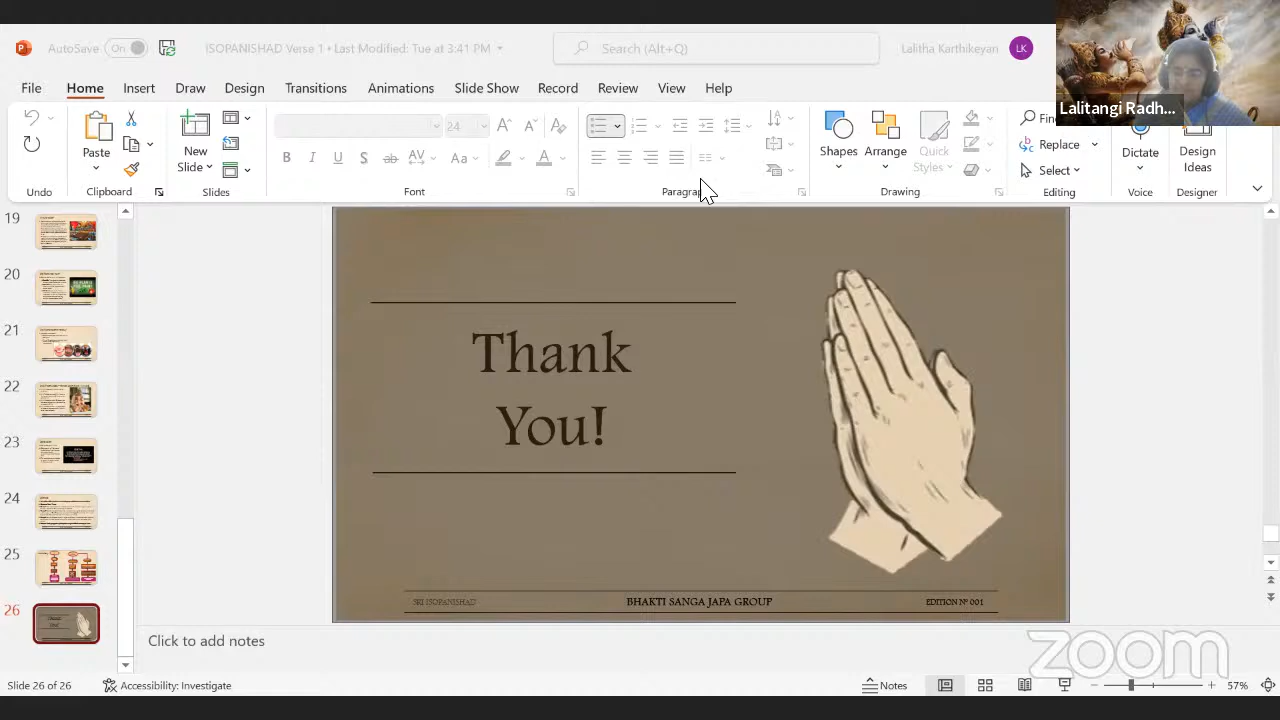 AutoSave
On
ISOPANISHAD Verse 1 • Last Modified: Tue at 3:41 PM
Search (Alt+Q)
Lalitha Karthikeyan
LK
Lalitangi Radh...
File
Home
Insert
Draw
Design
Transitions
Animations
Slide Show
Record
Review
View
Help
Undo
Paste
Clipboard
New
Slide
Slides
24
Font
Paragraph
Shapes
Arrange
Quick
Styles
Drawing
Replace
Select
Editing
Dictate
Voice
Design
Ideas
Designer
19
20
21
22
23
24
25
26
Thank
You!
SRI ISOPANISHAD
BHAKTI SANGA JAPA GROUP
EDITION Nº 001
Click to add notes
zoom
Slide 26 of 26
Accessibility: Investigate
Notes
57%